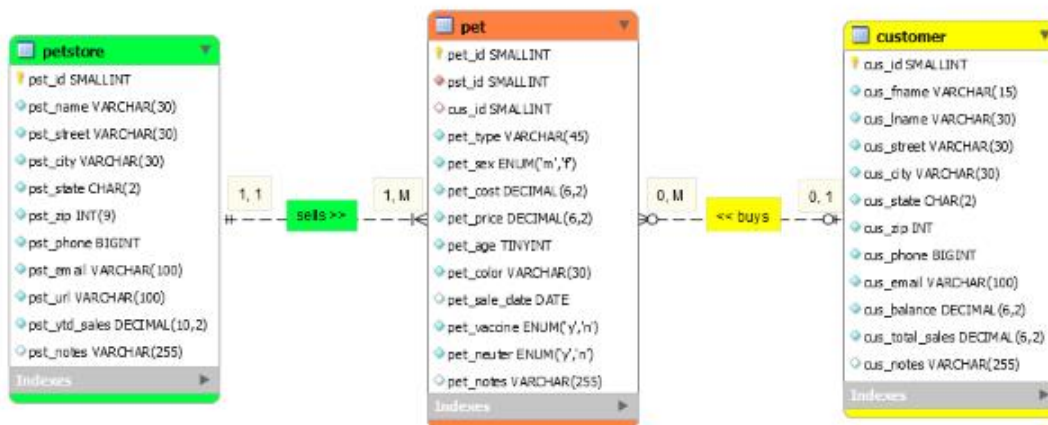 petstore
pst_id SMALLINT
pst_name VARCHAR(30)
pst_street VARCHAR(30)
pst_city VARCHAR(30)
pst_state CHAR(2)
pst_zip INT(9)
pst_phone BIGINT
pst_email VARCHAR(100)
pst_url VARCHAR(100)
pst_ytd_sales DECIMAL(10,2)
pst_notes VARCHAR(255)
Indexes
1, 1
sells >>
1, M
pet
pet_id SMALLINT
pst_id SMALLINT
cus_id SMALLINT
pet_type VARCHAR(45)
pet_sex ENUM('m','f')
pet_cost DECIMAL(6,2)
pet_price DECIMAL(6,2)
pet_age TINYINT
pet_color VARCHAR(30)
pet_sale_date DATE
pet_vaccine ENUM('y','n')
pet_neuter ENUM('y','n')
pet_notes VARCHAR(255)
Indexes
0, M
<< buys
0, 1
customer
cus_id SMALLINT
cus_fname VARCHAR(15)
cus_lname VARCHAR(30)
cus_street VARCHAR(30)
cus_city VARCHAR(30)
cus_state CHAR(2)
cus_zip INT
cus_phone BIGINT
cus_email VARCHAR(100)
cus_balance DECIMAL(6,2)
cus_total_sales DECIMAL(6,2)
cus_notes VARCHAR(255)
Indexes